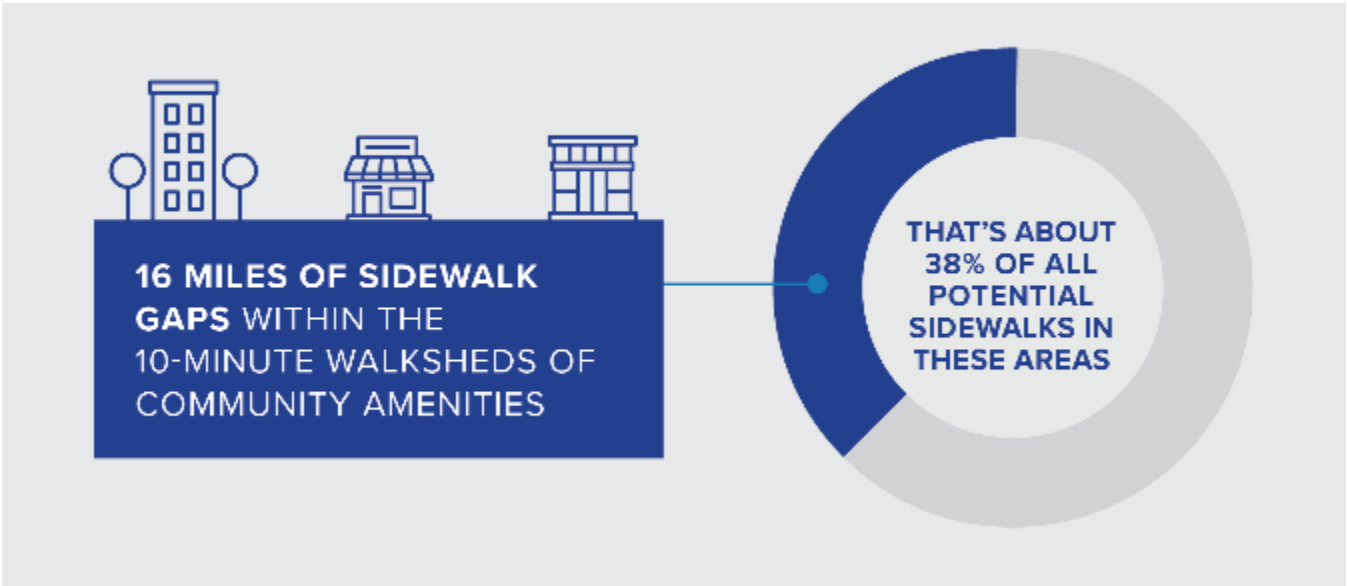 16 MILES OF SIDEWALK
GAPS WITHIN THE
10-MINUTE WALKSHEDS OF
COMMUNITY AMENITIES
THAT'S ABOUT
38% OF ALL
POTENTIAL
SIDEWALKS IN
THESE AREAS